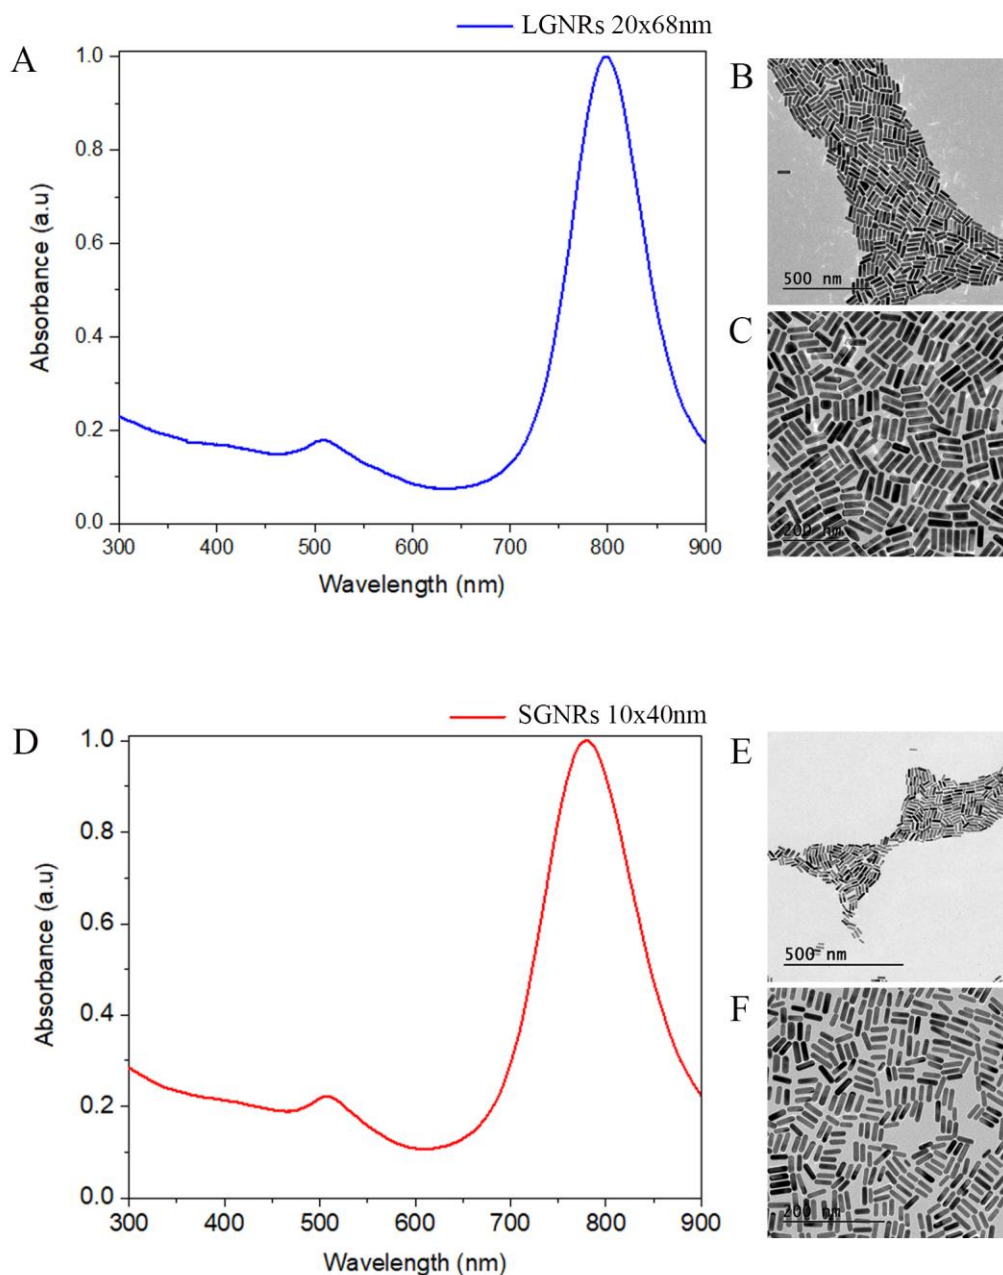 LGNRs 20x68nm
A
1.0
0.8
0.6
0.4
0.2
0.0
Absorbance (a.u)
300 400 500 600 700 800 900
Wavelength (nm)
B
500 nm
C
200 nm
SGNRs 10x40nm
D
1.0
0.8
0.6
0.4
0.2
0.0
Absorbance (a.u)
300 400 500 600 700 800 900
Wavelength (nm)
E
500 nm
F
200 nm